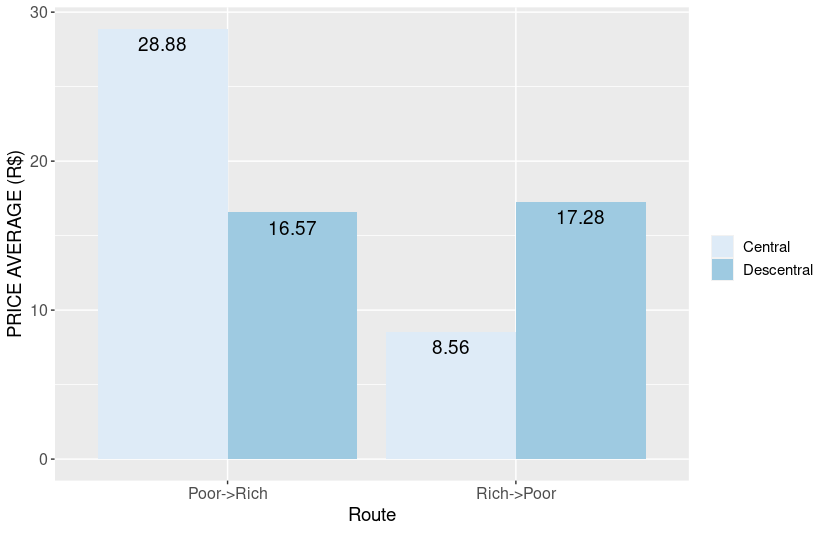 30
20
10
0
PRICE AVERAGE (R$)
28.88
16.57
8.56
17.28
Poor->Rich
Rich->Poor
Route
Central
Descentral